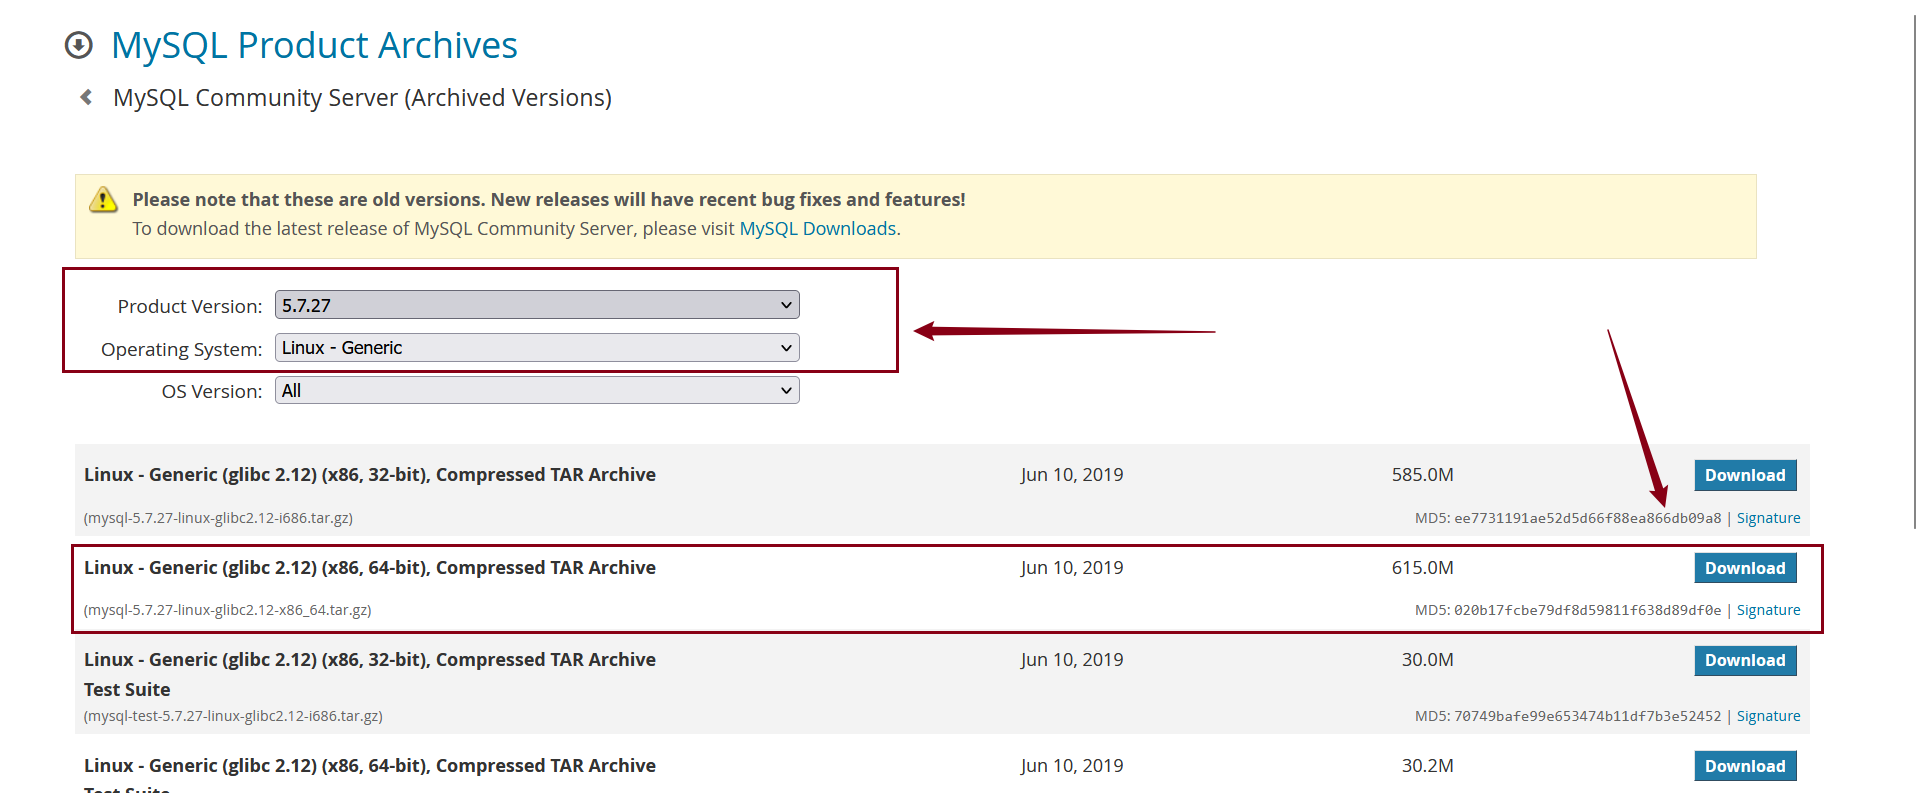 MySQL Product Archives
MySQL Community Server (Archived Versions)
Please note that these are old versions. New releases will have recent bug fixes and features!
To download the latest release of MySQL Community Server, please visit MySQL Downloads.
Product Version: 5.7.27
Operating System: Linux - Generic
OS Version: All
Linux - Generic (glibc 2.12) (x86, 32-bit), Compressed TAR Archive Jun 10, 2019 585.0M Download
(mysql-5.7.27-linux-glibc2.12-i686.tar.gz) MD5: ee7731191ae52d5d66f88ea866db09a8 | Signature
Linux - Generic (glibc 2.12) (x86, 64-bit), Compressed TAR Archive Jun 10, 2019 615.0M Download
(mysql-5.7.27-linux-glibc2.12-x86_64.tar.gz) MD5: 020b17fcbe79df8d59811f638d89df0e | Signature
Linux - Generic (glibc 2.12) (x86, 32-bit), Compressed TAR Archive Jun 10, 2019 30.0M Download
Test Suite
(mysql-test-5.7.27-linux-glibc2.12-i686.tar.gz) MD5: 70749bafe99e653474b11df7b3e52452 | Signature
Linux - Generic (glibc 2.12) (x86, 64-bit), Compressed TAR Archive Jun 10, 2019 30.2M Download
Test Suite